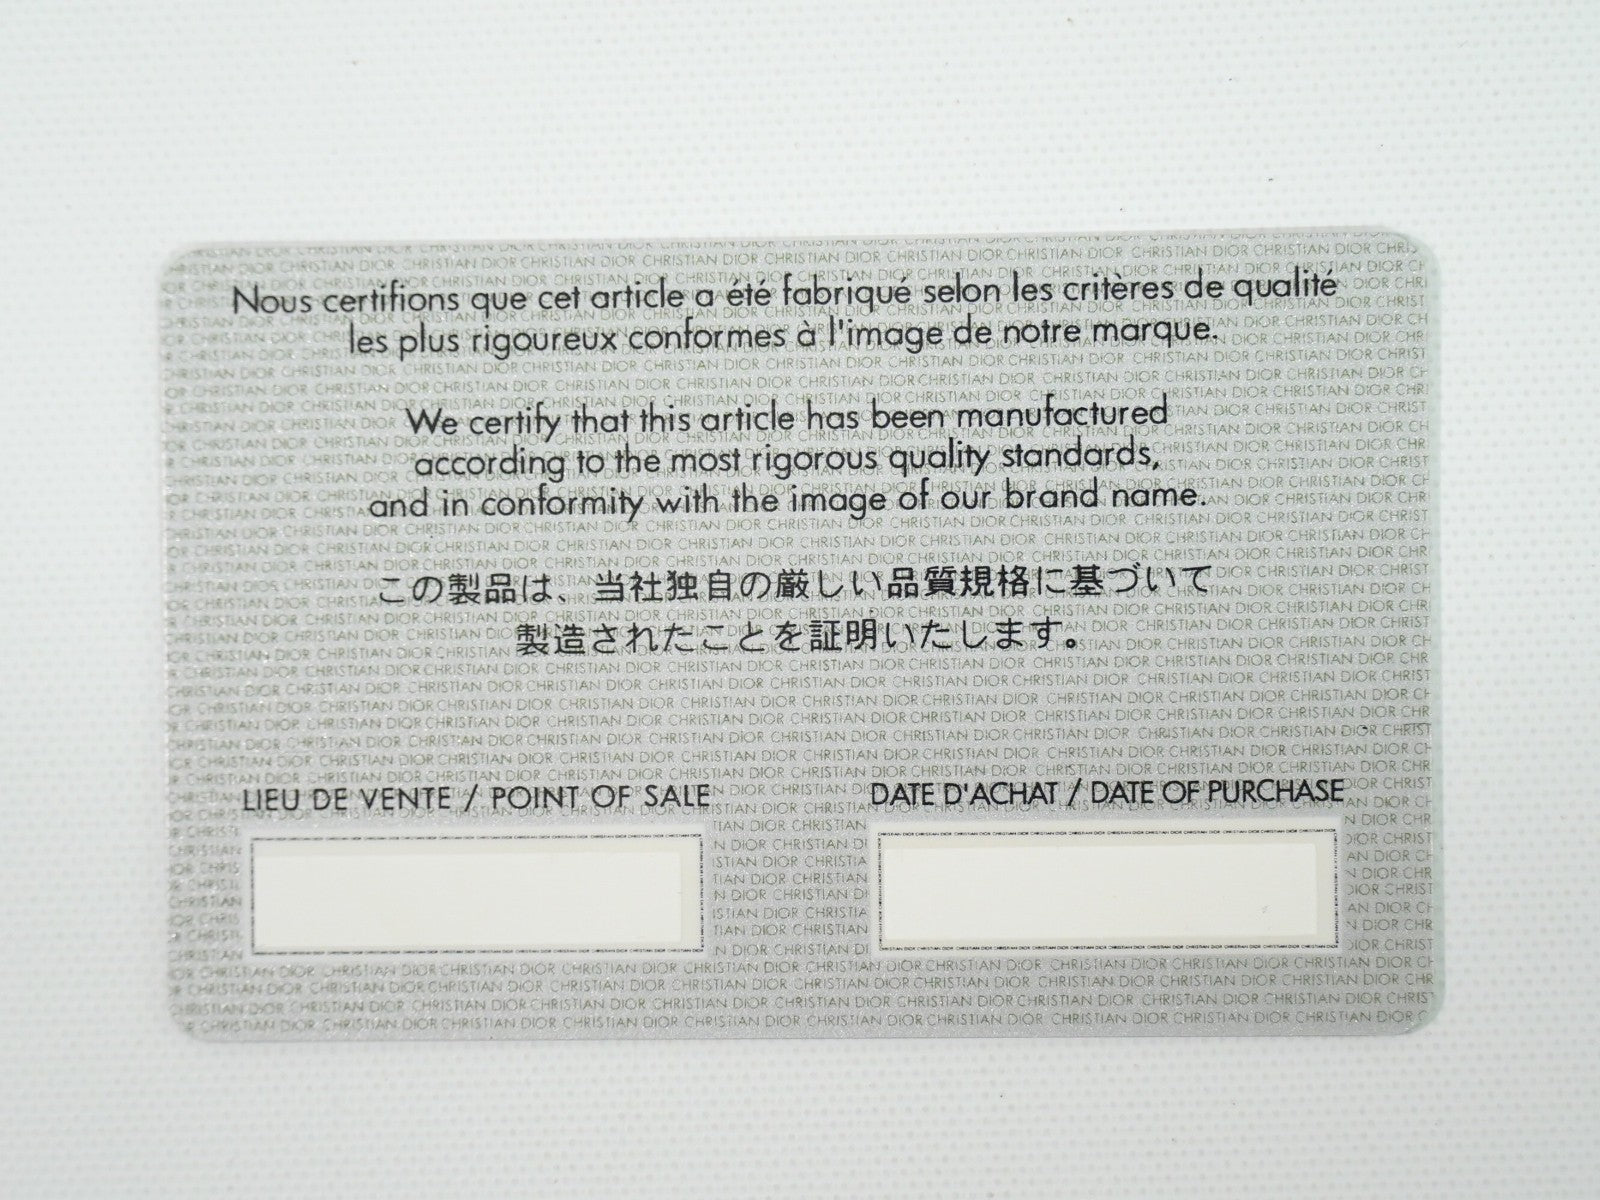 Nous certifions que cet article a été fabriqué selon les critères de qualité
les plus rigoureux conformes à l'image de notre marque.
We certify that this article has been manufactured
according to the most rigorous quality standards,
and in conformity with the image of our brand name.
この製品は、当社独自の厳しい品質規格に基づいて
製造されたことを証明いたします。
LIEU DE VENTE / POINT OF SALE
DATE D'ACHAT / DATE OF PURCHASE
CHRISTIAN DIOR